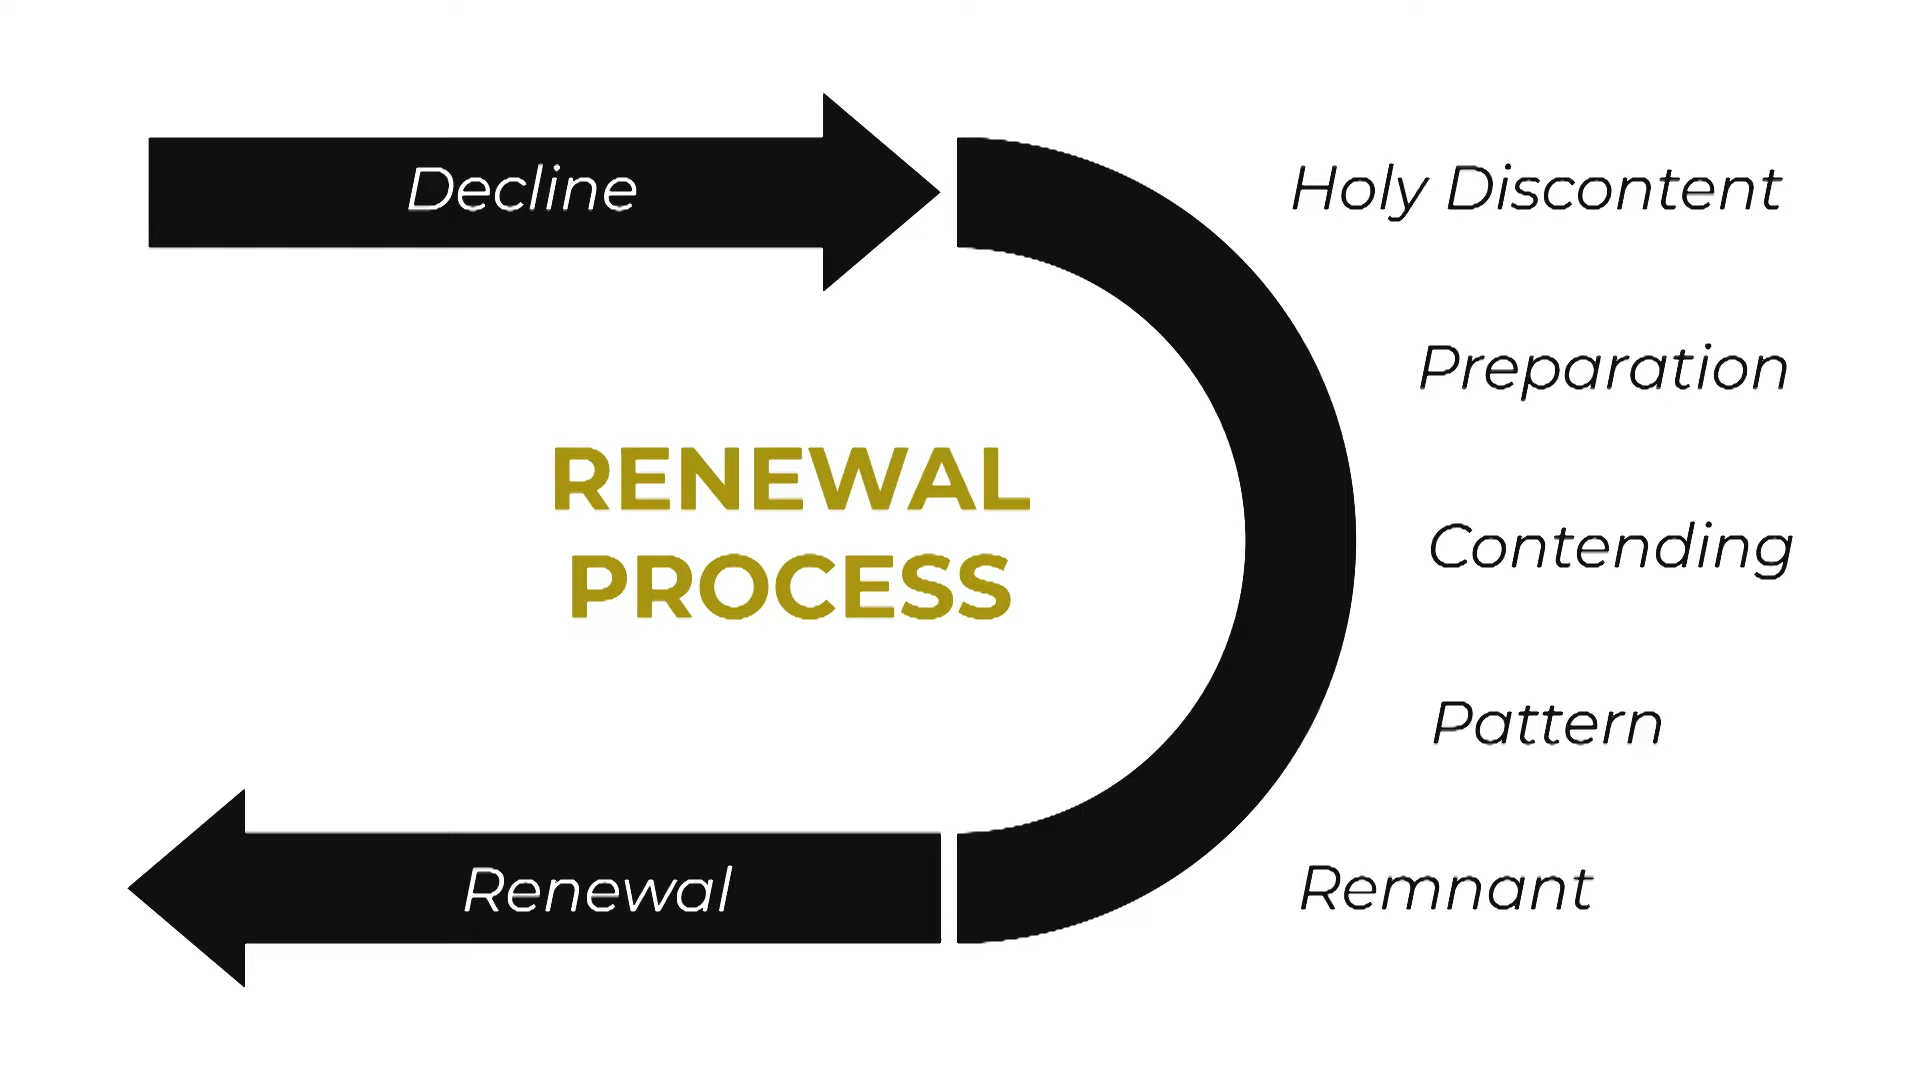 Decline
Holy Discontent
Preparation
RENEWAL
PROCESS
Contending
Pattern
Remnant
Renewal